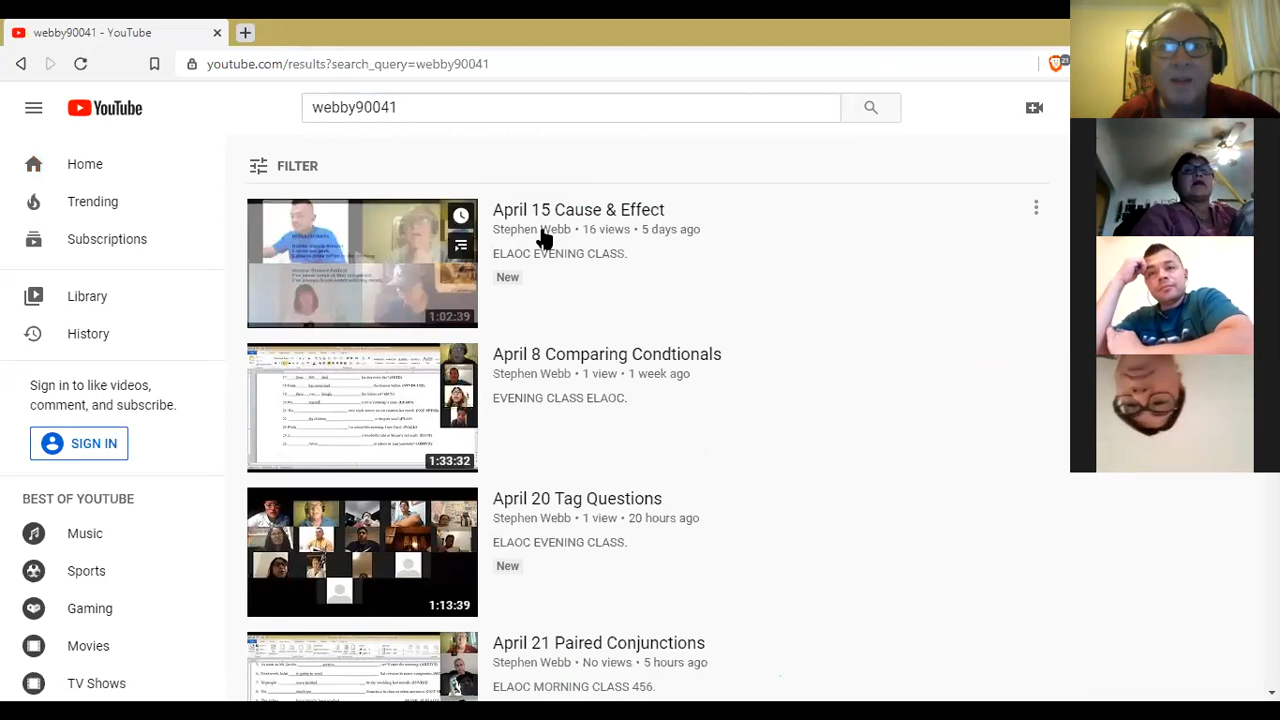 webby90041 - YouTube
youtube.com/results?search_query=webby90041
21
YouTube
webby90041
Home
Trending
Subscriptions
Library
History
Sign in to like videos,
comment, and subscribe.
SIGN IN
BEST OF YOUTUBE
Music
Sports
Gaming
Movies
TV Shows
FILTER
1:02:39
April 15 Cause & Effect
Stephen Webb • 16 views • 5 days ago
ELAOC EVENING CLASS.
New
1:33:32
April 8 Comparing Condtionals
Stephen Webb • 1 view • 1 week ago
EVENING CLASS ELAOC.
1:13:39
April 20 Tag Questions
Stephen Webb • 1 view • 20 hours ago
ELAOC EVENING CLASS.
New
April 21 Paired Conjunctions
Stephen Webb • No views • 5 hours ago
ELAOC MORNING CLASS 456.